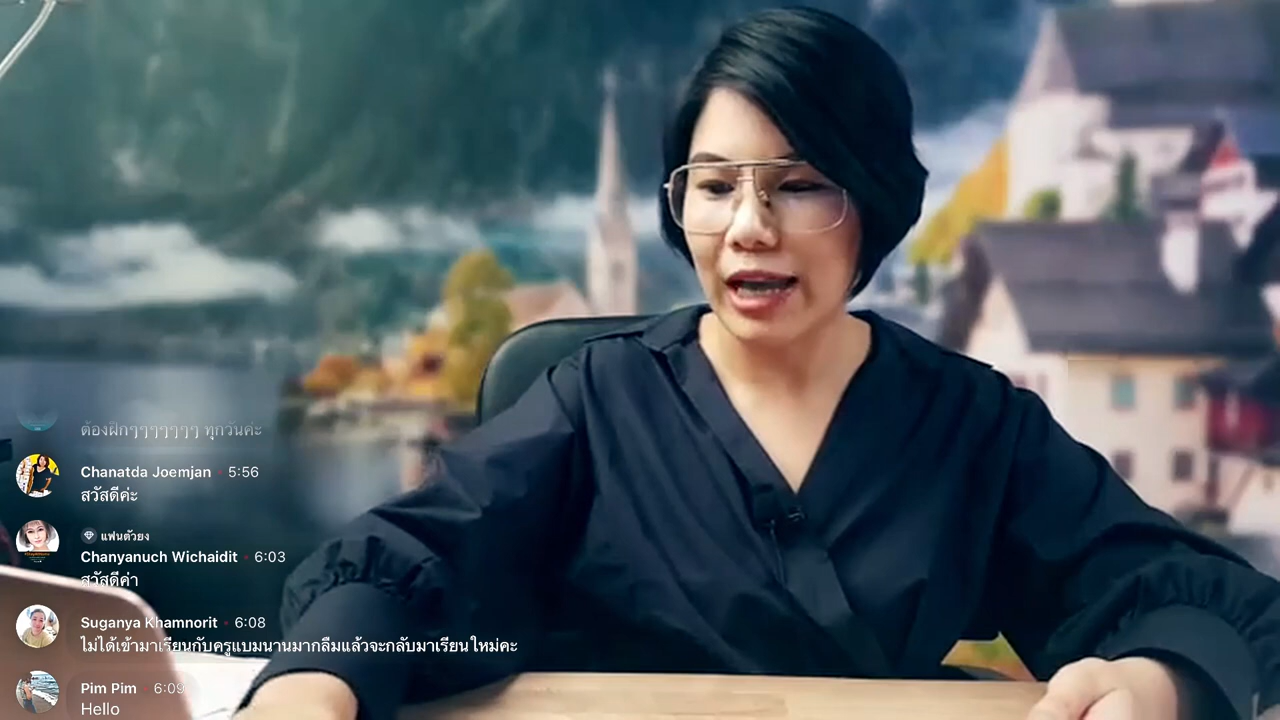 ต้องฝึกๆๆๆๆๆๆๆ ทุกวันค่ะ
Chanatda Joemjan • 5:56
สวัสดีค่ะ
แฟนตัวยง
Chanyanuch Wichaidit • 6:03
สวัสดีค่า
Suganya Khamnorit • 6:08
ไม่ได้เข้ามาเรียนกับครูแบมนานมากลืมแล้วจะกลับมาเรียนใหม่คะ
Pim Pim • 6:09
Hello